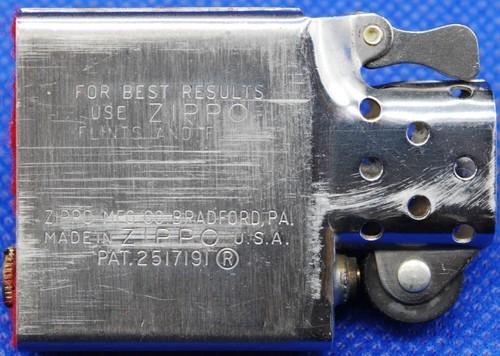 FOR BEST RESULTS
USE ZIPPO
FLINTS AND
ZIPPO MFG. CO. BRADFORD, PA.
MADE IN ZIPPO U.S.A.
PAT. 2517191 ®